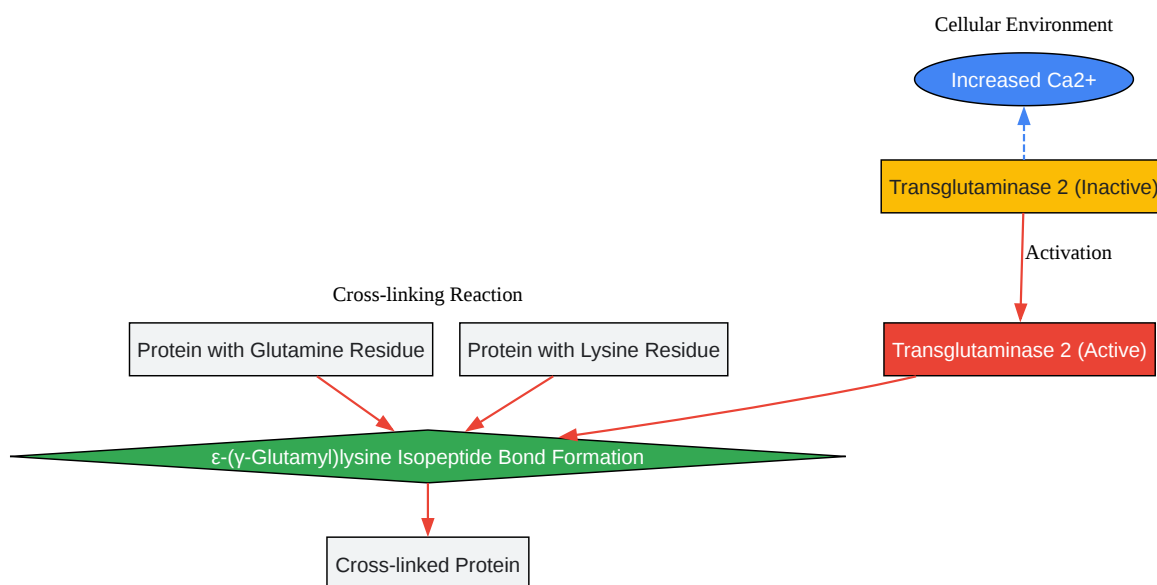 Cellular Environment
Increased Ca2+
Transglutaminase 2 (Inactive)
Activation
Cross-linking Reaction
Protein with Glutamine Residue
Protein with Lysine Residue
Transglutaminase 2 (Active)
ε-(γ-Glutamyl)lysine Isopeptide Bond Formation
Cross-linked Protein